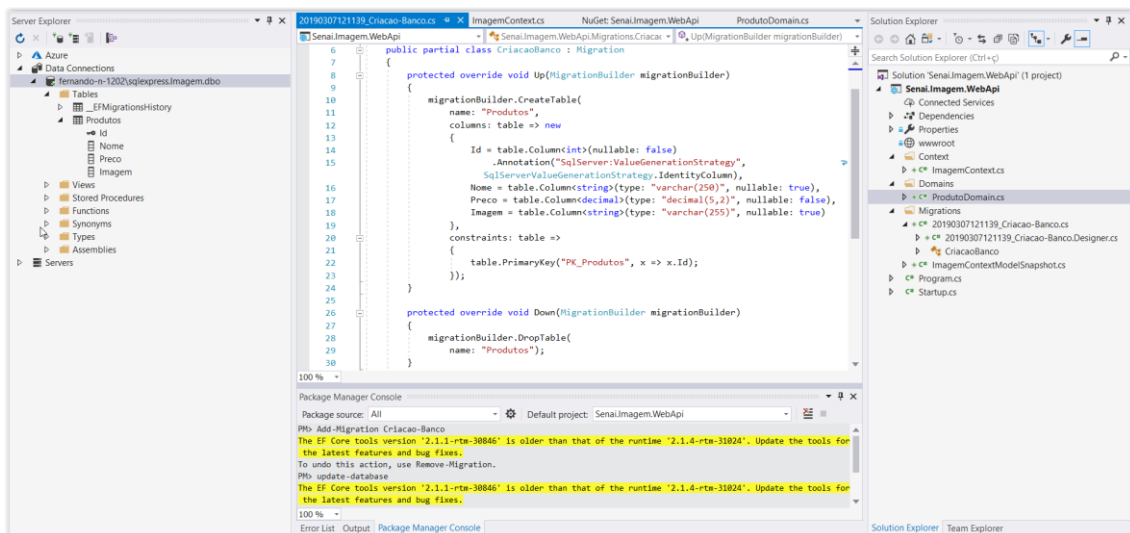 Server Explorer
Azure
Data Connections
fernando-n-1202\sqlexpress.Imagem.dbo
Tables
__EFMigrationsHistory
Produtos
Id
Nome
Preco
Imagem
Views
Stored Procedures
Functions
Synonyms
Types
Assemblies
Servers
20190307121139_Criacao-Banco.cs
ImagemContext.cs
NuGet: Senai.Imagem.WebApi
ProdutoDomain.cs
Senai.Imagem.WebApi
Senai.Imagem.WebApi.Migrations.Criacac
Up(MigrationBuilder migrationBuilder)
6 public partial class CriacaoBanco : Migration
7 {
8 protected override void Up(MigrationBuilder migrationBuilder)
9 {
10 migrationBuilder.CreateTable(
11 name: "Produtos",
12 columns: table => new
13 {
14 Id = table.Column<int>(nullable: false)
15 .Annotation("SqlServer:ValueGenerationStrategy",
SqlServerValueGenerationStrategy.IdentityColumn),
16 Nome = table.Column<string>(type: "varchar(250)", nullable: true),
17 Preco = table.Column<decimal>(type: "decimal(5,2)", nullable: false),
18 Imagem = table.Column<string>(type: "varchar(255)", nullable: true)
19 },
20 constraints: table =>
21 {
22 table.PrimaryKey("PK_Produtos", x => x.Id);
23 });
24 }
25
26 protected override void Down(MigrationBuilder migrationBuilder)
27 {
28 migrationBuilder.DropTable(
29 name: "Produtos");
30 }
100 %
Package Manager Console
Package source: All
Default project: Senai.Imagem.WebApi
PM> Add-Migration Criacao-Banco
The EF Core tools version '2.1.1-rtm-30846' is older than that of the runtime '2.1.4-rtm-31024'. Update the tools for
the latest features and bug fixes.
To undo this action, use Remove-Migration.
PM> update-database
The EF Core tools version '2.1.1-rtm-30846' is older than that of the runtime '2.1.4-rtm-31024'. Update the tools for
the latest features and bug fixes.
100 %
Error List Output Package Manager Console
Solution Explorer
Search Solution Explorer (Ctrl+ç)
Solution 'Senai.Imagem.WebApi' (1 project)
Senai.Imagem.WebApi
Connected Services
Dependencies
Properties
wwwroot
Context
C# ImagemContext.cs
Domains
C# ProdutoDomain.cs
Migrations
C# 20190307121139_Criacao-Banco.cs
C# 20190307121139_Criacao-Banco.Designer.cs
CriacaoBanco
C# ImagemContextModelSnapshot.cs
C# Program.cs
C# Startup.cs
Solution Explorer Team Explorer